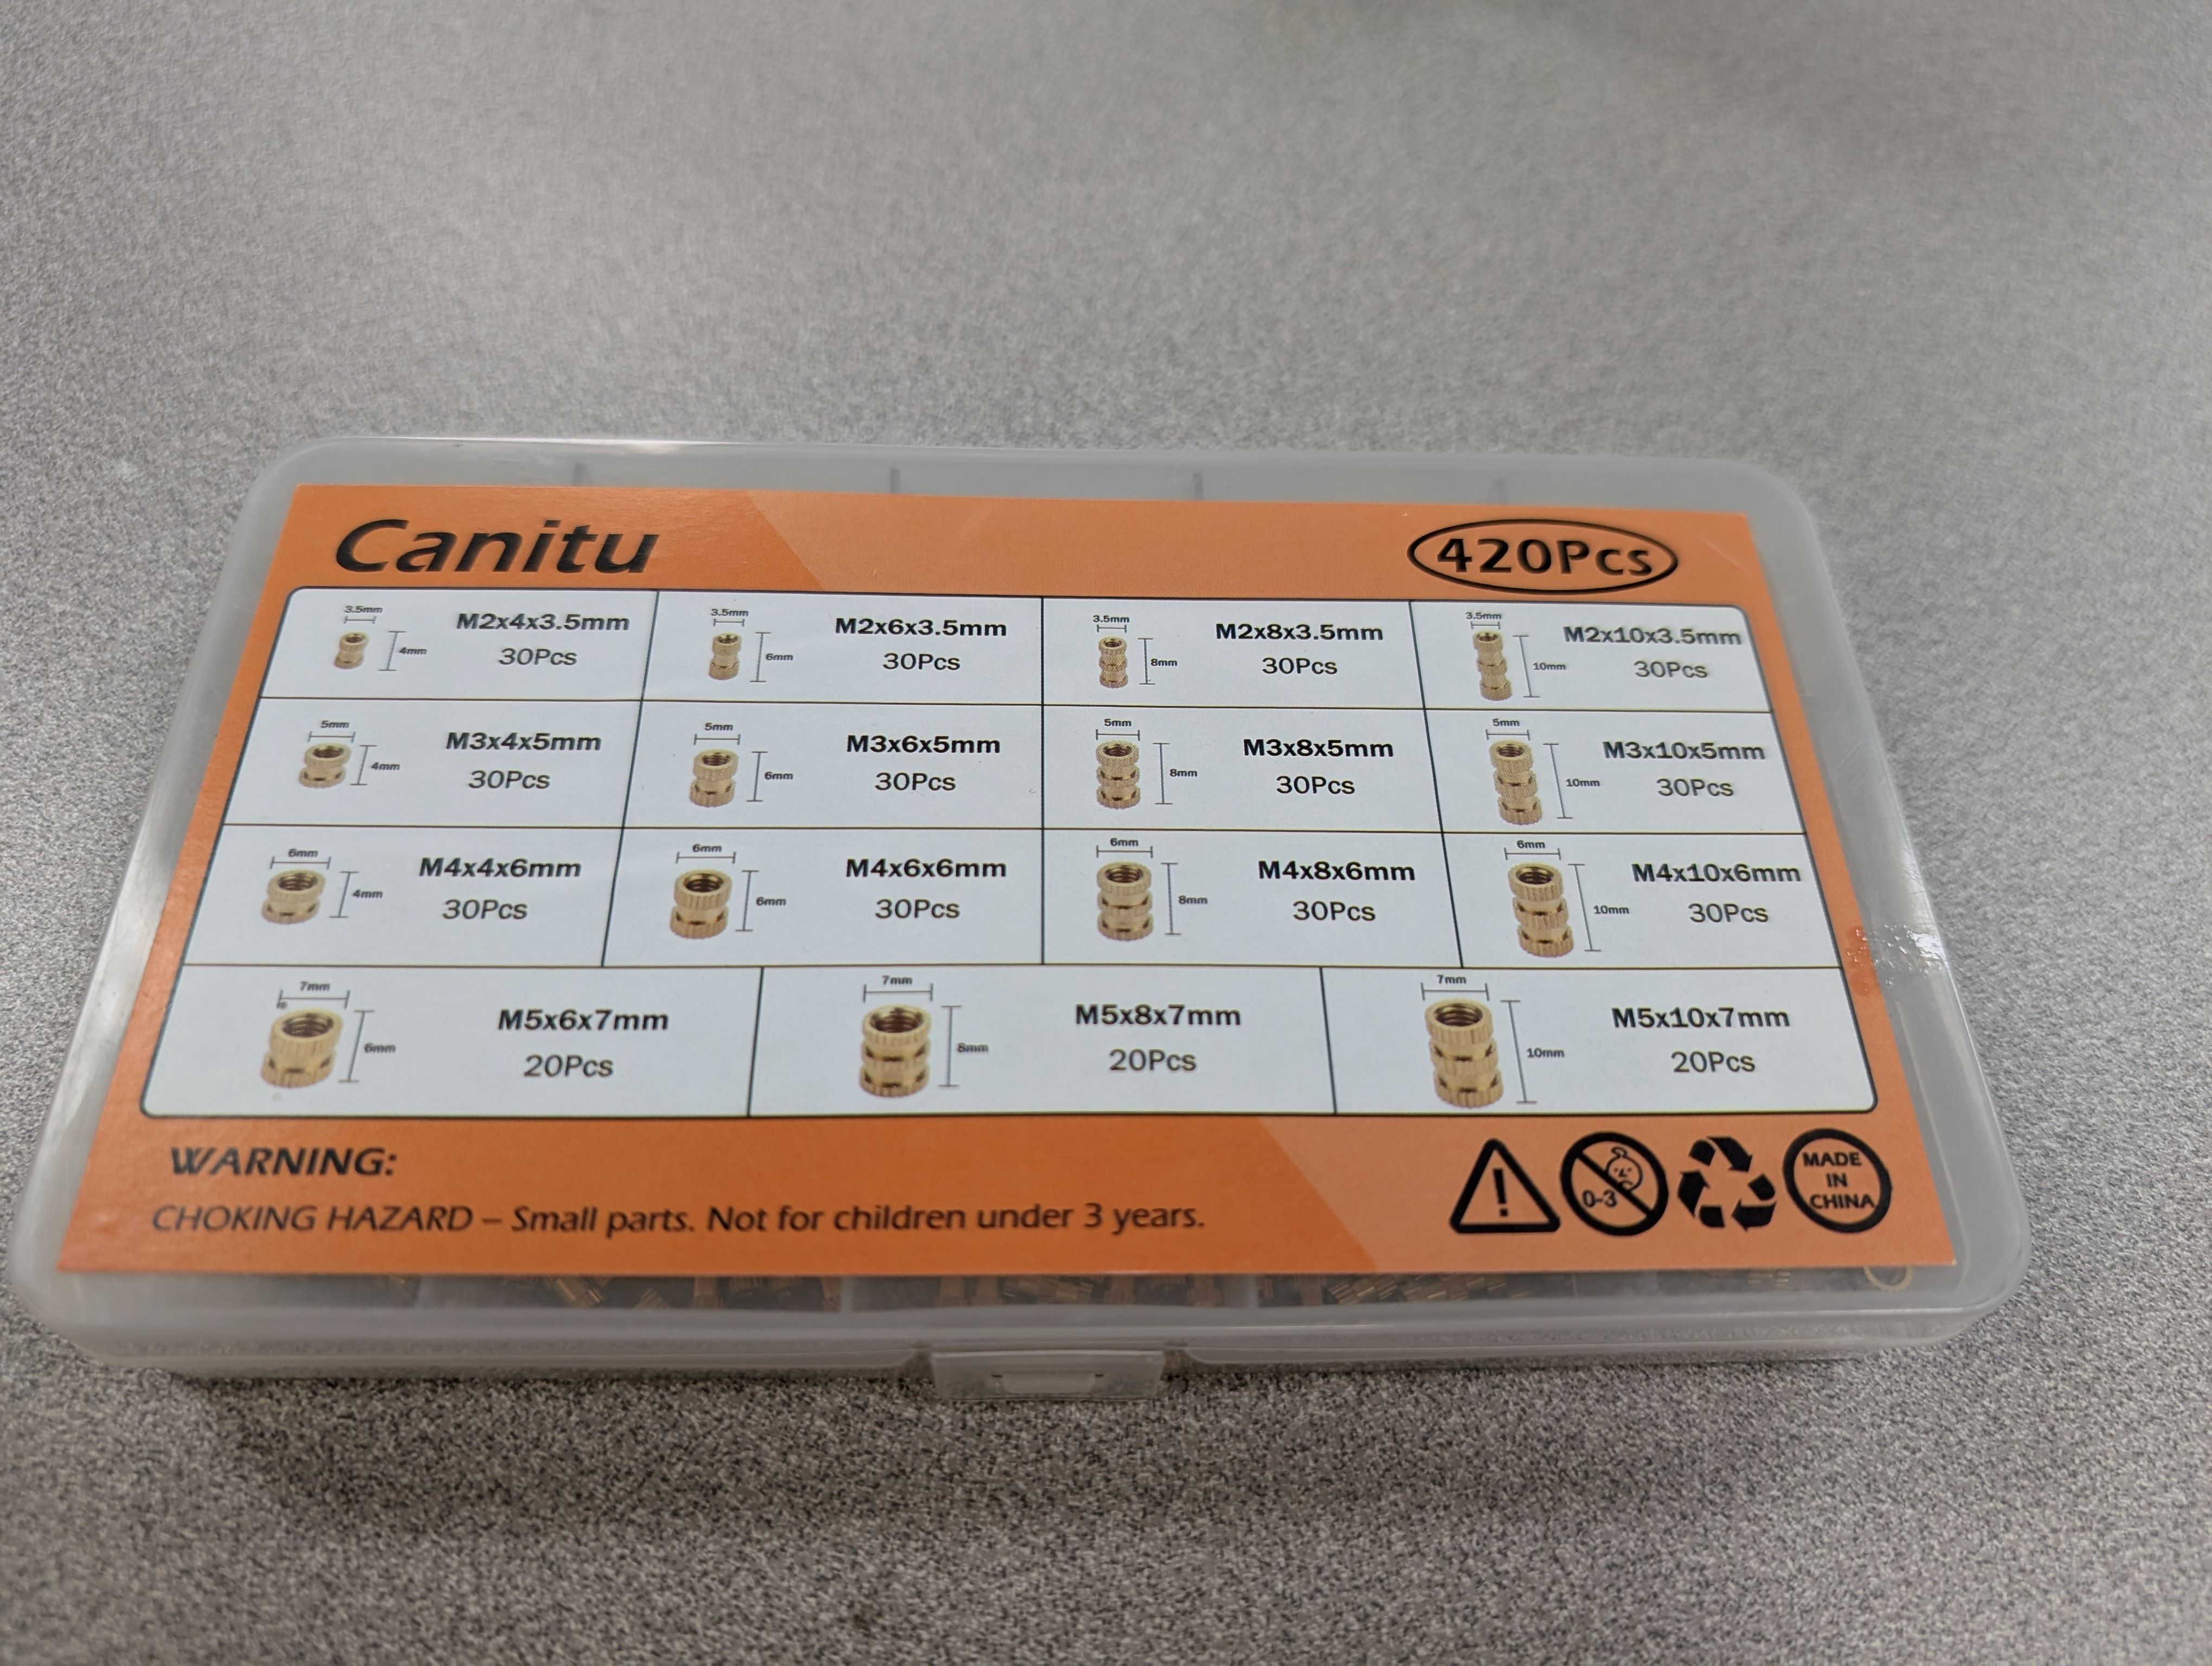 Canitu
420Pcs
3.5mm
4mm
M2x4x3.5mm
30Pcs
3.5mm
6mm
M2x6x3.5mm
30Pcs
3.5mm
8mm
M2x8x3.5mm
30Pcs
3.5mm
10mm
M2x10x3.5mm
30Pcs
5mm
4mm
M3x4x5mm
30Pcs
5mm
6mm
M3x6x5mm
30Pcs
5mm
8mm
M3x8x5mm
30Pcs
5mm
10mm
M3x10x5mm
30Pcs
6mm
4mm
M4x4x6mm
30Pcs
6mm
6mm
M4x6x6mm
30Pcs
6mm
8mm
M4x8x6mm
30Pcs
6mm
10mm
M4x10x6mm
30Pcs
7mm
6mm
M5x6x7mm
20Pcs
7mm
8mm
M5x8x7mm
20Pcs
7mm
10mm
M5x10x7mm
20Pcs
WARNING:
CHOKING HAZARD – Small parts. Not for children under 3 years.
0-3
MADE
IN
CHINA